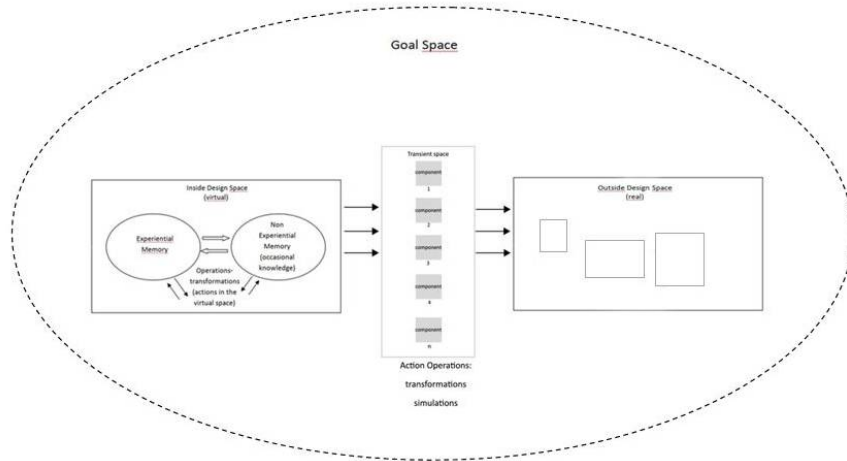 Goal Space
Inside Design Space
(virtual)
Experiential
Memory
Non
Experiential
Memory
(occasional
knowledge)
Operations-
transformations
(actions in the
virtual space)
Transient space
component
1
component
2
component
3
component
component
n
Action Operations:
transformations
simulations
Outside Design Space
(real)